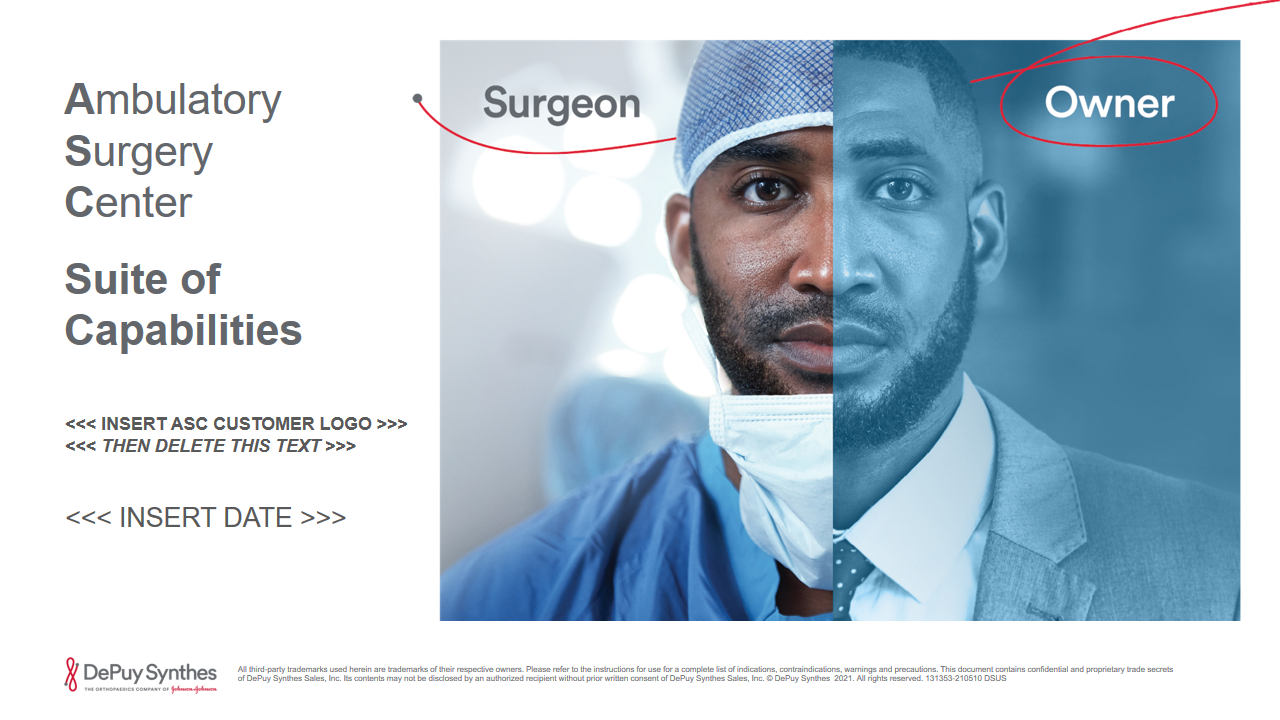 Ambulatory
Surgery
Center
Suite of
Capabilities
<<< INSERT ASC CUSTOMER LOGO >>>
<<< THEN DELETE THIS TEXT >>>
<<< INSERT DATE >>>
Surgeon
Owner
DePuy Synthes
THE ORTHOPAEDICS COMPANY OF Johnson&Johnson
All third-party trademarks used herein are trademarks of their respective owners. Please refer to the instructions for use for a complete list of indications, contraindications, warnings and precautions. This document contains confidential and proprietary trade secrets
of DePuy Synthes Sales, Inc. Its contents may not be disclosed by an authorized recipient without prior written consent of DePuy Synthes Sales, Inc. © DePuy Synthes 2021. All rights reserved. 131353-210510 DSUS